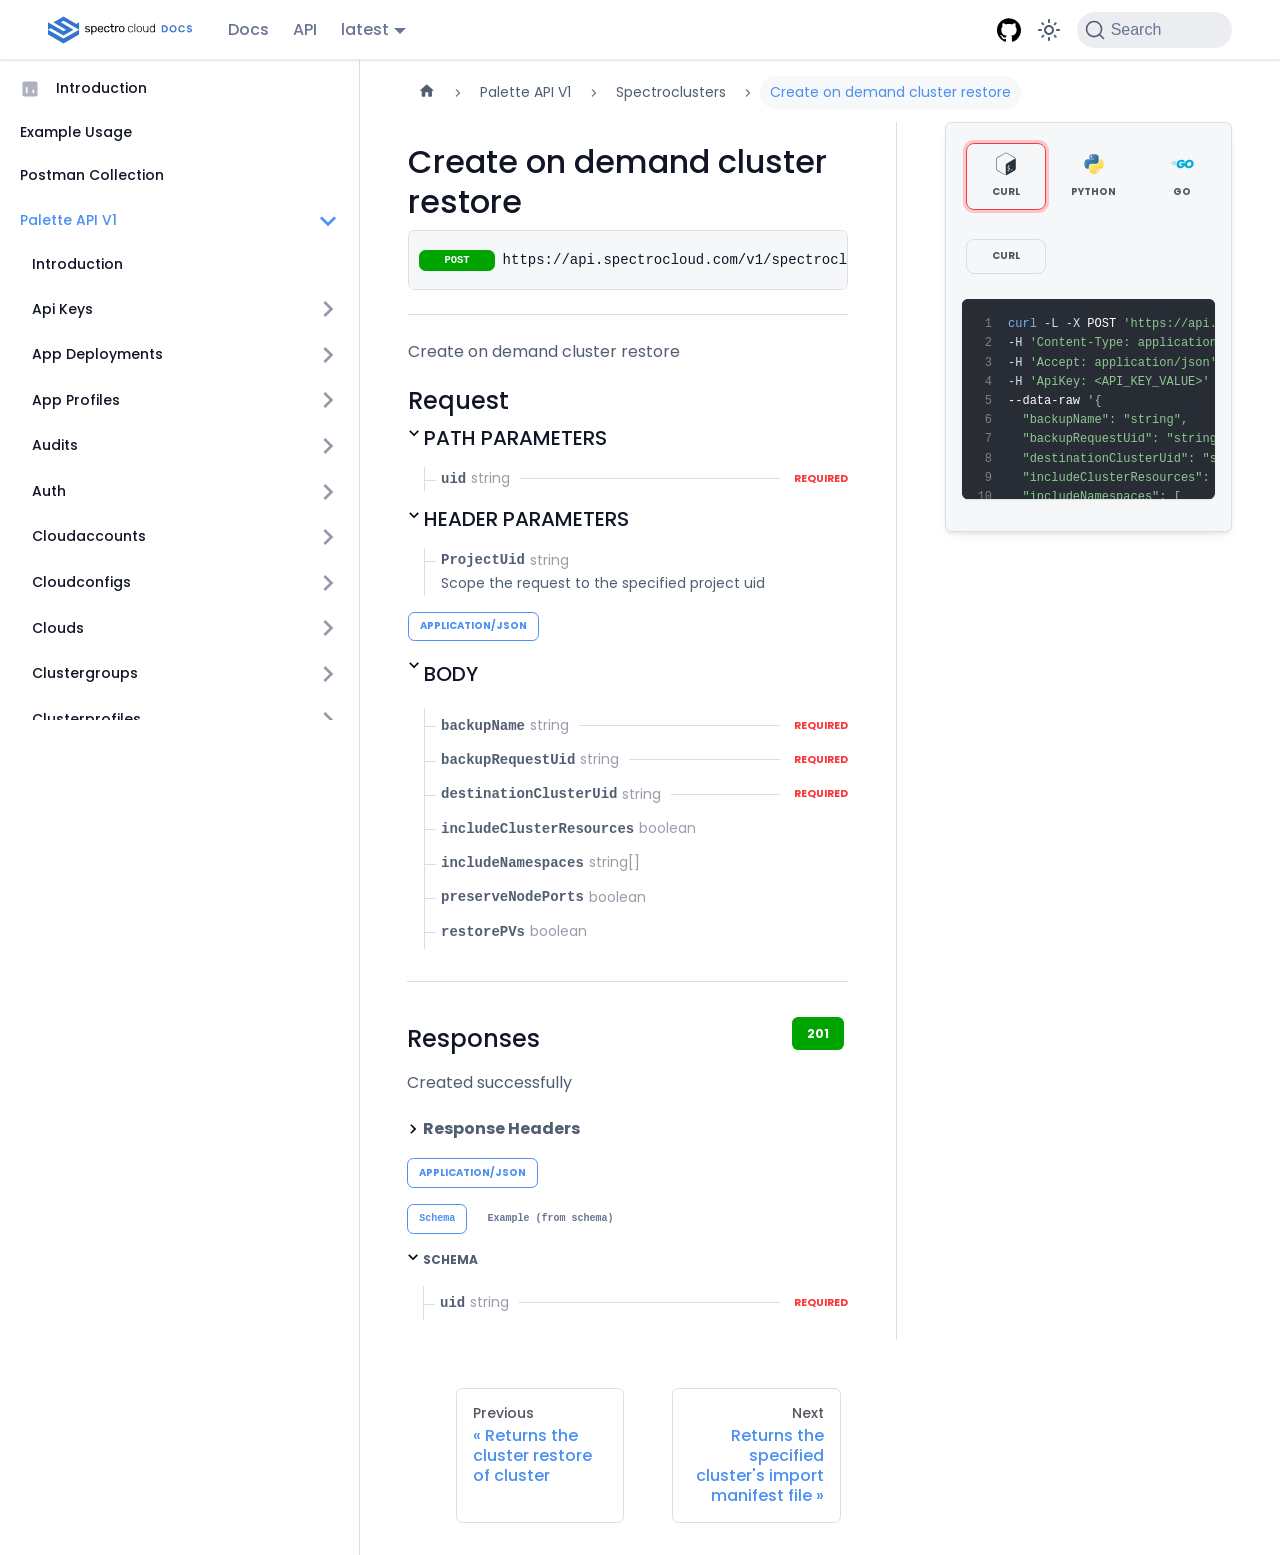 spectro cloud DOCS
Docs
API
latest
Search
Introduction
Example Usage
Postman Collection
Palette API V1
Introduction
Api Keys
App Deployments
App Profiles
Audits
Auth
Cloudaccounts
Cloudconfigs
Clouds
Clustergroups
Clusterprofiles
Palette API V1
Spectroclusters
Create on demand cluster restore
Create on demand cluster
restore
POST https://api.spectrocloud.com/v1/spectrocl
Create on demand cluster restore
Request
PATH PARAMETERS
uid string REQUIRED
HEADER PARAMETERS
ProjectUid string
Scope the request to the specified project uid
APPLICATION/JSON
BODY
backupName string REQUIRED
backupRequestUid string REQUIRED
destinationClusterUid string REQUIRED
includeClusterResources boolean
includeNamespaces string[]
preserveNodePorts boolean
restorePVs boolean
Responses
201
Created successfully
Response Headers
APPLICATION/JSON
Schema Example (from schema)
SCHEMA
uid string REQUIRED
CURL PYTHON GO
CURL
1 curl -L -X POST 'https://api.
2 -H 'Content-Type: application
3 -H 'Accept: application/json'
4 -H 'ApiKey: <API_KEY_VALUE>'
5 --data-raw '{
6 "backupName": "string",
7 "backupRequestUid": "string
8 "destinationClusterUid": "s
9 "includeClusterResources":
10 "includeNamespaces": [
Previous
« Returns the
cluster restore
of cluster
Next
Returns the
specified
cluster's import
manifest file »